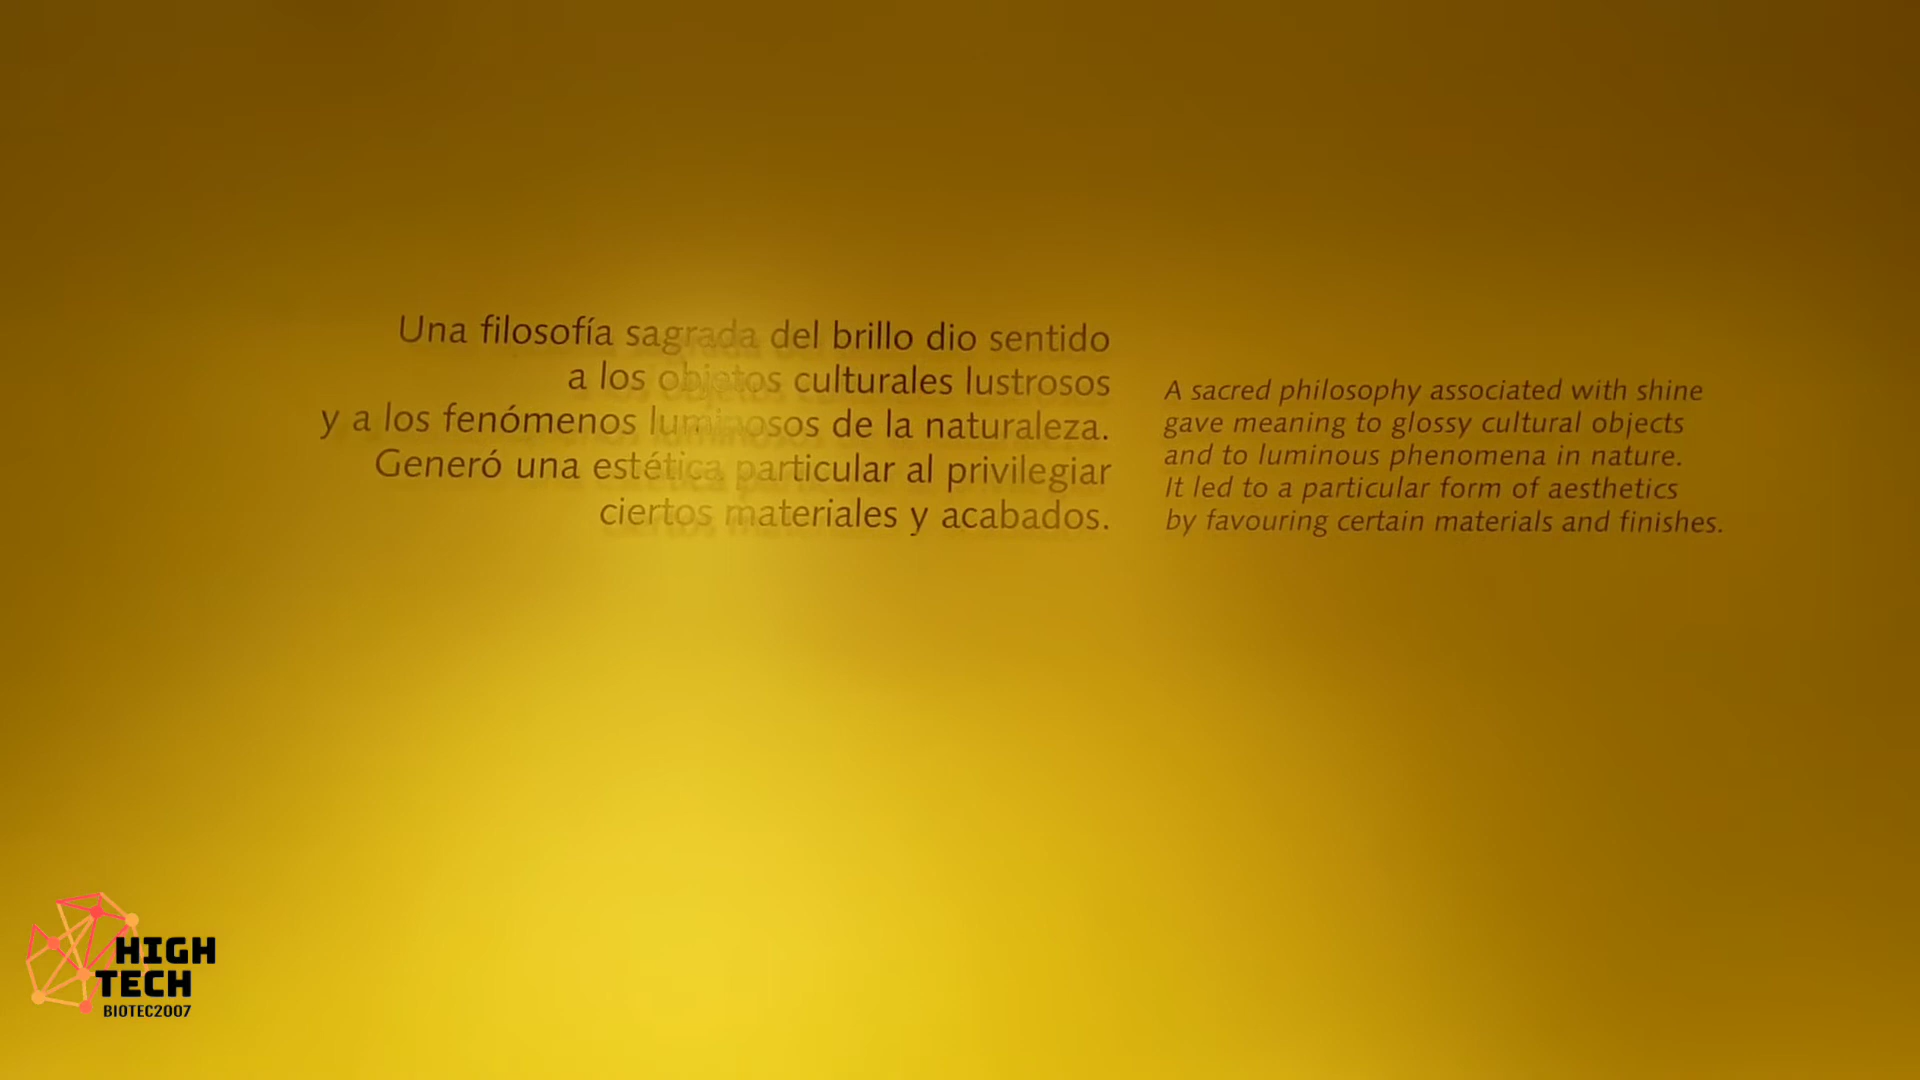 Una filosofía sagrada del brillo dio sentido
a los objetos culturales lustrosos
y a los fenómenos luminosos de la naturaleza.
Generó una estética particular al privilegiar
ciertos materiales y acabados.
A sacred philosophy associated with shine
gave meaning to glossy cultural objects
and to luminous phenomena in nature.
It led to a particular form of aesthetics
by favouring certain materials and finishes.
HIGH
TECH
BIOTEC2007